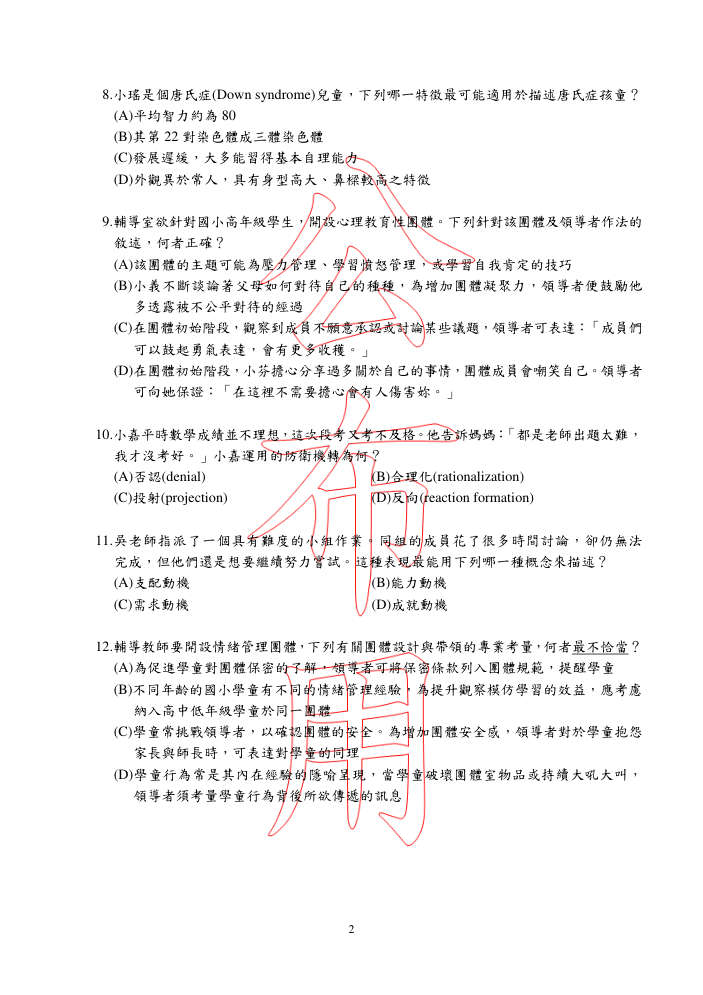 8.小瑤是個唐氏症(Down syndrome)兒童，下列哪一特徵最可能適用於描述唐氏症孩童？
(A)平均智力約為 80
(B)其第 22 對染色體成三體染色體
(C)發展遲緩，大多能習得基本自理能力
(D)外觀異於常人，具有身型高大、鼻樑較高之特徵
9.輔導室欲針對國小高年級學生，開設心理教育性團體。下列針對該團體及領導者作法的
敘述，何者正確？
(A)該團體的主題可能為壓力管理、學習憤怒管理，或學習自我肯定的技巧
(B)小義不斷談論著父母如何對待自己的種種，為增加團體凝聚力，領導者便鼓勵他
多透露被不公平對待的經過
(C)在團體初始階段，觀察到成員不願意承認或討論某些議題，領導者可表達：「成員們
可以鼓起勇氣表達，會有更多收穫。」
(D)在團體初始階段，小芬擔心分享過多關於自己的事情，團體成員會嘲笑自己。領導者
可向她保證：「在這裡不需要擔心會有人傷害妳。」
10.小嘉平時數學成績並不理想，這次段考又考不及格。他告訴媽媽：「都是老師出題太難，
我才沒考好。」小嘉運用的防衛機轉為何？
(A)否認(denial) (B)合理化(rationalization)
(C)投射(projection) (D)反向(reaction formation)
11.吳老師指派了一個具有難度的小組作業。同組的成員花了很多時間討論，卻仍無法
完成，但他們還是想要繼續努力嘗試。這種表現最能用下列哪一種概念來描述？
(A)支配動機 (B)能力動機
(C)需求動機 (D)成就動機
12.輔導教師要開設情緒管理團體，下列有關團體設計與帶領的專業考量，何者最不恰當？
(A)為促進學童對團體保密的了解，領導者可將保密條款列入團體規範，提醒學童
(B)不同年齡的國小學童有不同的情緒管理經驗，為提升觀察模仿學習的效益，應考慮
納入高中低年級學童於同一團體
(C)學童常挑戰領導者，以確認團體的安全。為增加團體安全感，領導者對於學童抱怨
家長與師長時，可表達對學童的同理
(D)學童行為常是其內在經驗的隱喻呈現，當學童破壞團體室物品或持續大吼大叫，
領導者須考量學童行為背後所欲傳遞的訊息
公布用
2